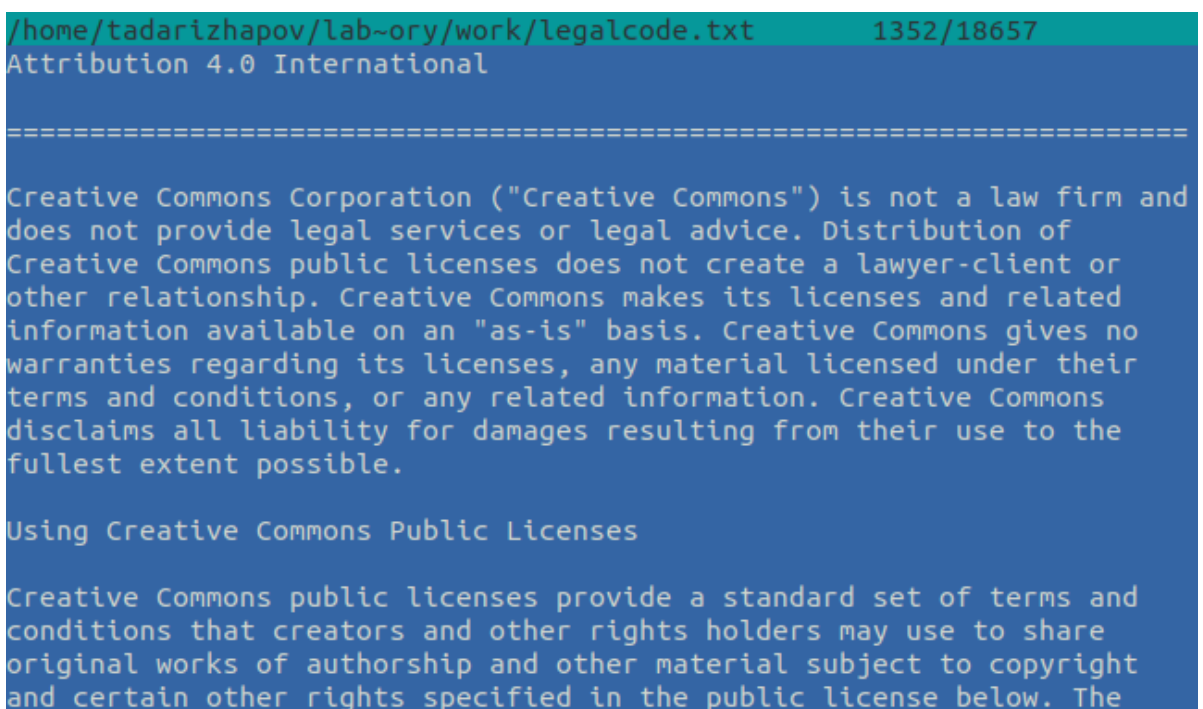 /home/tadarizhapov/lab~ory/work/legalcode.txt 1352/18657
Attribution 4.0 International
=======================================================================
Creative Commons Corporation ("Creative Commons") is not a law firm and
does not provide legal services or legal advice. Distribution of
Creative Commons public licenses does not create a lawyer-client or
other relationship. Creative Commons makes its licenses and related
information available on an "as-is" basis. Creative Commons gives no
warranties regarding its licenses, any material licensed under their
terms and conditions, or any related information. Creative Commons
disclaims all liability for damages resulting from their use to the
fullest extent possible.
Using Creative Commons Public Licenses
Creative Commons public licenses provide a standard set of terms and
conditions that creators and other rights holders may use to share
original works of authorship and other material subject to copyright
and certain other rights specified in the public license below. The